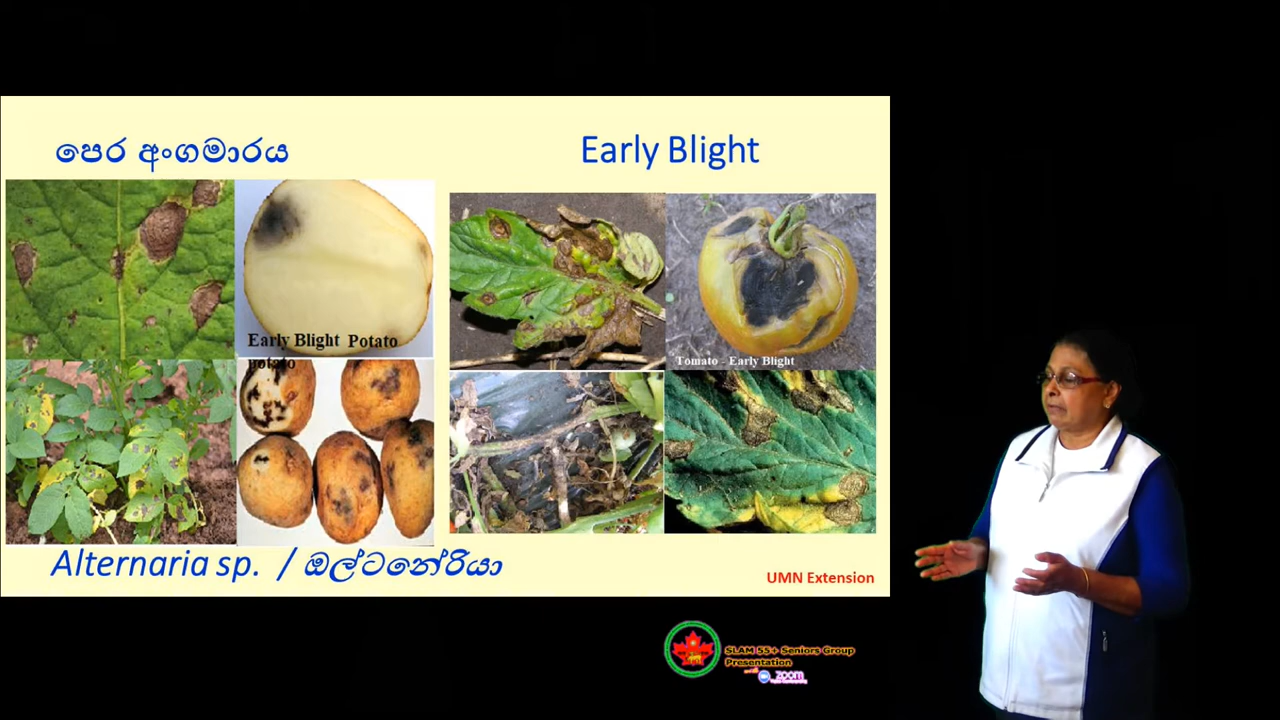 පෙර අංගමාරය
Early Blight
Early Blight Potato
potato
Tomato - Early Blight
Alternaria sp. / ඔල්ටනේරියා
UMN Extension
SLAM 55+ Seniors Group
Presentation
zoom